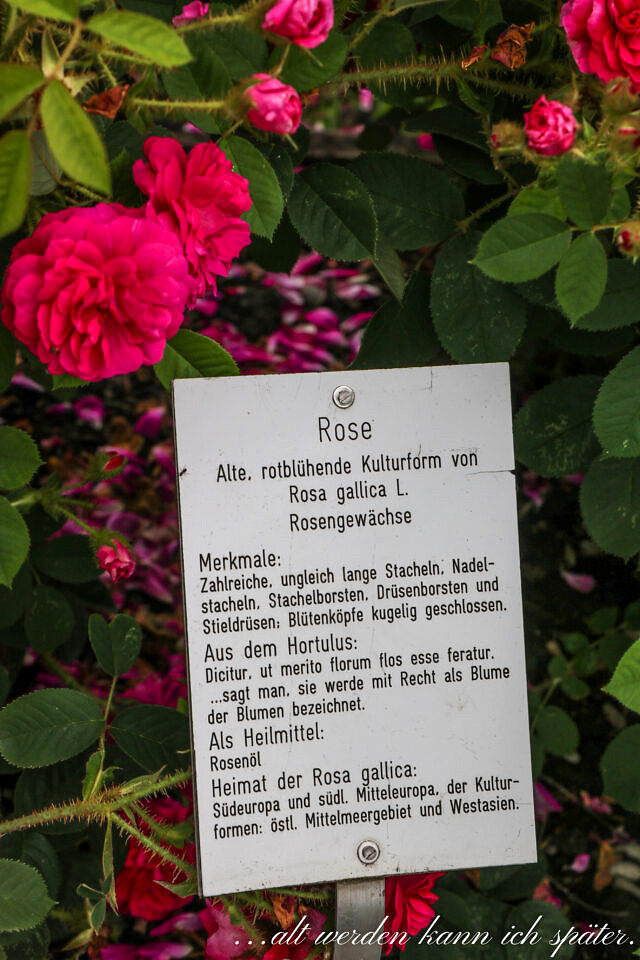 Rose
Alte, rotblühende Kulturform von
Rosa gallica L.
Rosengewächse
Merkmale:
Zahlreiche, ungleich lange Stacheln, Nadel-
stacheln, Stachelborsten, Drüsenborsten und
Stieldrüsen; Blütenköpfe kugelig geschlossen.
Aus dem Hortulus:
Dicitur, ut merito florum flos esse feratur.
...sagt man, sie werde mit Recht als Blume
der Blumen bezeichnet.
Als Heilmittel:
Rosenöl
Heimat der Rosa gallica:
Südeuropa und südl. Mitteleuropa, der Kultur-
formen: östl. Mittelmeergebiet und Westasien.
...alt werden kann ich später.